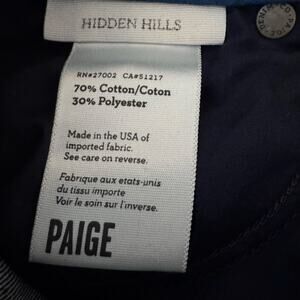 HIDDEN HILLS
RN#27002 CA#51217
70% Cotton/Coton
30% Polyester
Made in the USA of
imported fabric.
See care on reverse.
Fabrique aux etats-unis
du tissu importe
Voir le soin sur l'inverse.
PAIGE